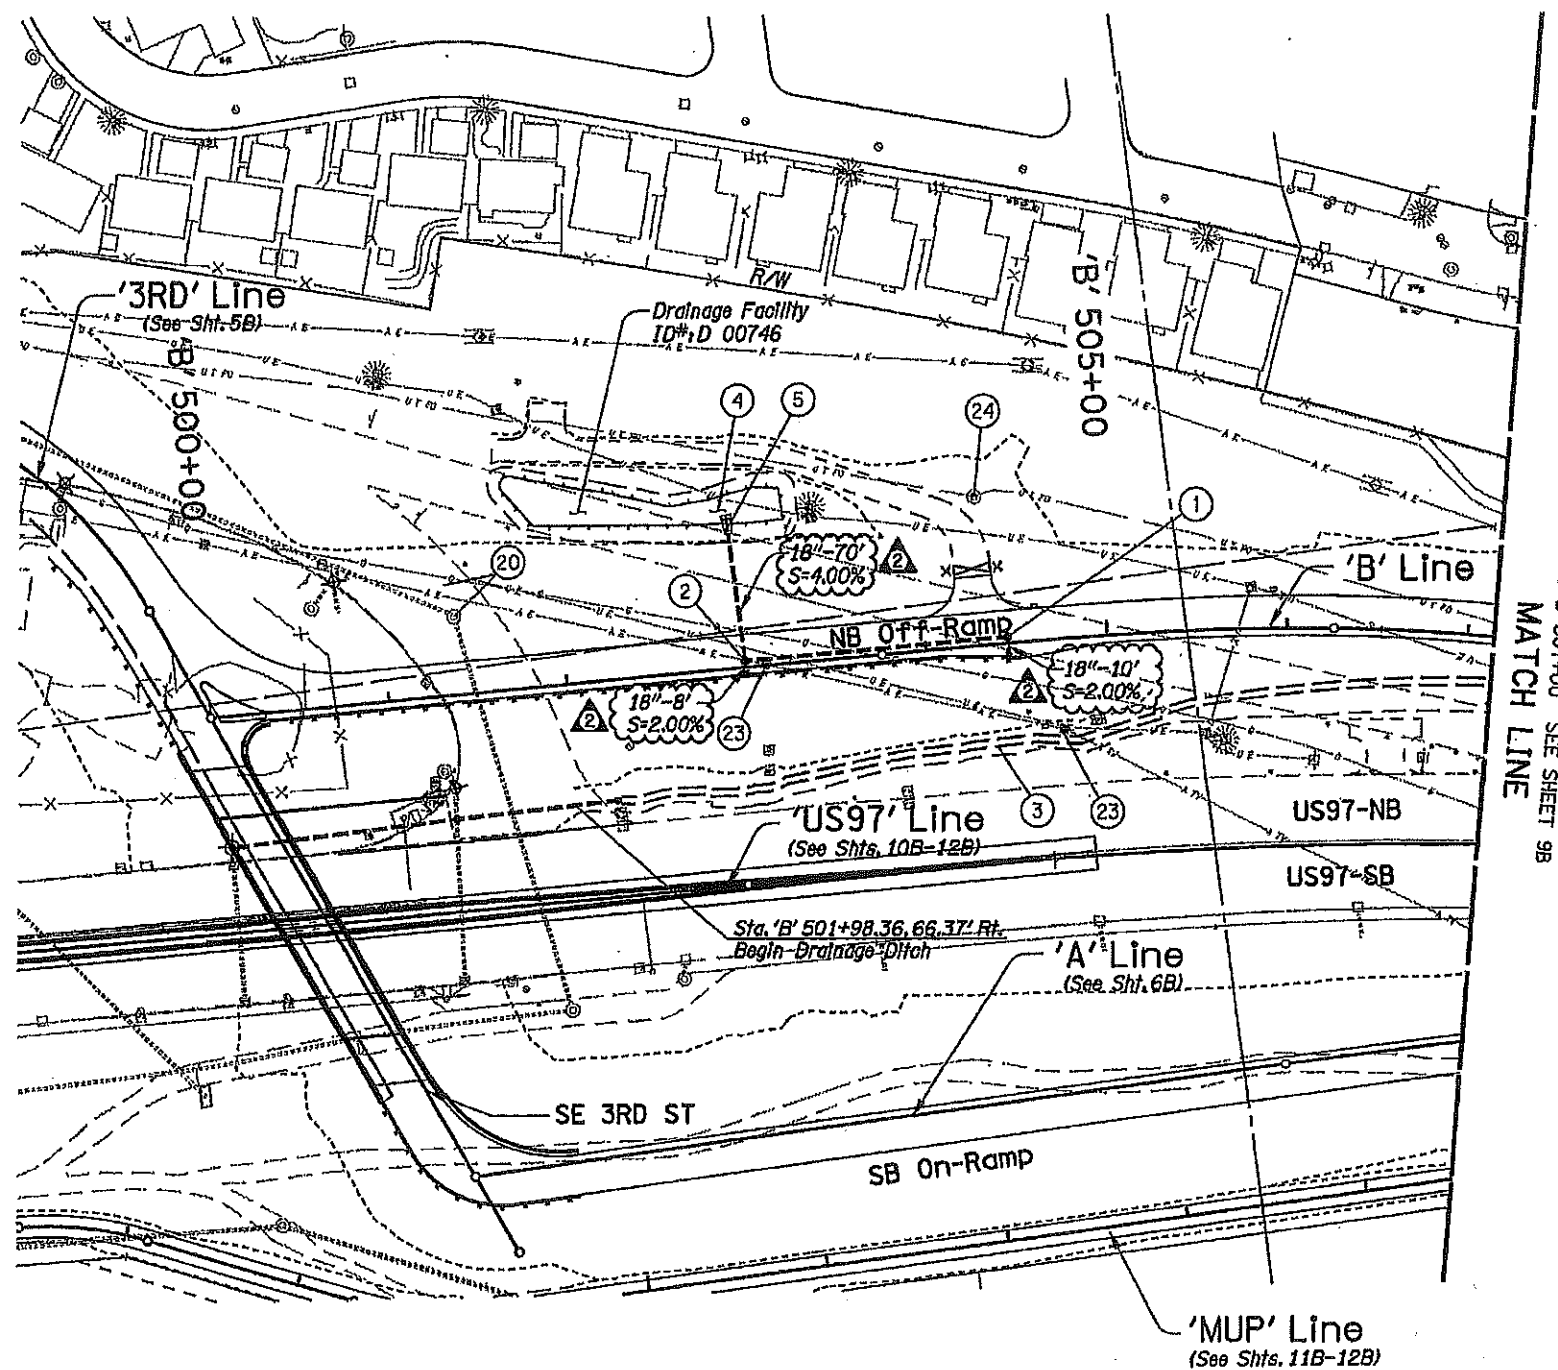 R/W
'3RD' Line
(See Sht. 5B)
Drainage Facility
ID#: D 00746
'B' 500+00
'B' 505+00
4
5
24
1
20
2
18"-70'
S=4.00%
2
'B' Line
NB Off-Ramp
18"-10'
S=2.00%
2
18"-8'
S=2.00%
2
23
3
23
'US97' Line
(See Shts. 10B-12B)
US97-NB
US97-SB
Sta. 'B' 501+98.36, 66.37' Rt.
Begin Drainage Ditch
'A' Line
(See Sht. 6B)
SE 3RD ST
SB On-Ramp
'MUP' Line
(See Shts. 11B-12B)
MATCH LINE
SEE SHEET 9B